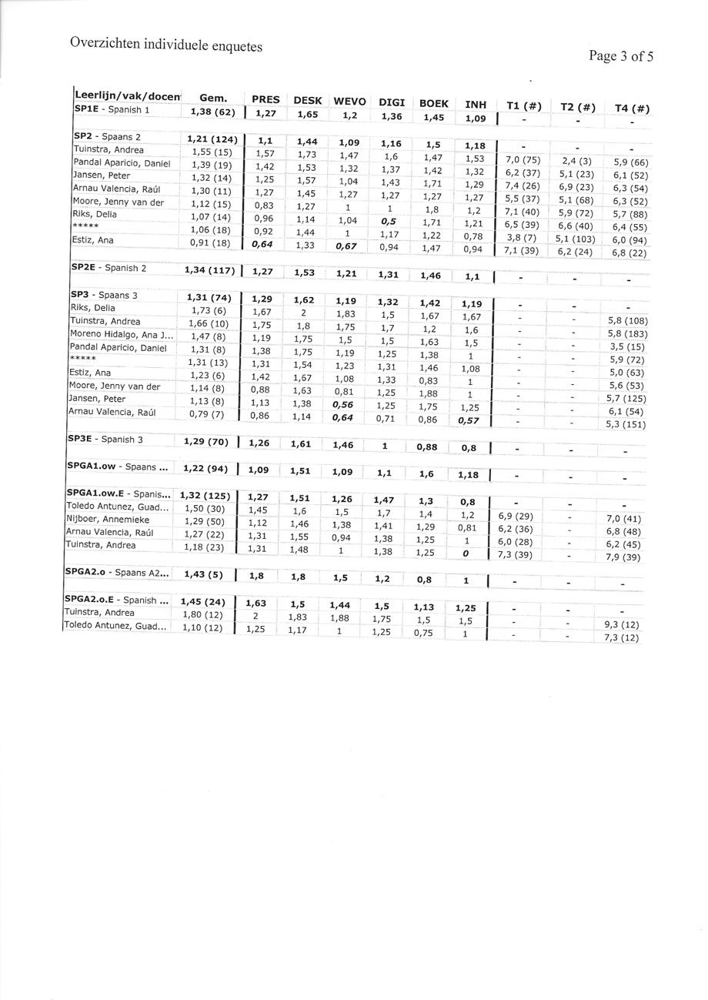 Overzichten individuele enquetes
Page 3 of 5
Leerlijn/vak/docen Gem. PRES DESK WEVO DIGI BOEK INH T1 (#) T2 (#) T4 (#)
SP1E - Spanish 1 1,38 (62) 1,27 1,65 1,2 1,36 1,45 1,09 - - -
SP2 - Spaans 2 1,21 (124) 1,1 1,44 1,09 1,16 1,5 1,18 - - -
Tuinstra, Andrea 1,55 (15) 1,57 1,73 1,47 1,6 1,47 1,53 7,0 (75) 2,4 (3) 5,9 (66)
Pandal Aparicio, Daniel 1,39 (19) 1,42 1,53 1,32 1,37 1,42 1,32 6,2 (37) 5,1 (23) 6,1 (52)
Jansen, Peter 1,32 (14) 1,25 1,57 1,04 1,43 1,71 1,29 7,4 (26) 6,9 (23) 6,3 (54)
Arnau Valencia, Raúl 1,30 (11) 1,27 1,45 1,27 1,27 1,27 1,27 5,5 (37) 5,1 (68) 6,3 (52)
Moore, Jenny van der 1,12 (15) 0,83 1,27 1 1 1,8 1,2 7,1 (40) 5,9 (72) 5,7 (88)
Riks, Delia 1,07 (14) 0,96 1,14 1,04 0,5 1,71 1,21 6,5 (39) 6,6 (40) 6,4 (55)
***** 1,06 (18) 0,92 1,44 1 1,17 1,22 0,78 3,8 (7) 5,1 (103) 6,0 (94)
Estiz, Ana 0,91 (18) 0,64 1,33 0,67 0,94 1,47 0,94 7,1 (39) 6,2 (24) 6,8 (22)
SP2E - Spanish 2 1,34 (117) 1,27 1,53 1,21 1,31 1,46 1,1 - - -
SP3 - Spaans 3 1,31 (74) 1,29 1,62 1,19 1,32 1,42 1,19 - - -
Riks, Delia 1,73 (6) 1,67 2 1,83 1,5 1,67 1,67 - - 5,8 (108)
Tuinstra, Andrea 1,66 (10) 1,75 1,8 1,75 1,7 1,2 1,6 - - 5,8 (183)
Moreno Hidalgo, Ana J... 1,47 (8) 1,19 1,75 1,5 1,5 1,63 1,5 - - 3,5 (15)
Pandal Aparicio, Daniel 1,31 (8) 1,38 1,75 1,19 1,25 1,38 1 - - 5,9 (72)
***** 1,31 (13) 1,31 1,54 1,23 1,31 1,46 1,08 - - 5,0 (63)
Estiz, Ana 1,23 (6) 1,42 1,67 1,08 1,33 0,83 1 - - 5,6 (53)
Moore, Jenny van der 1,14 (8) 0,88 1,63 0,81 1,25 1,88 1 - - 5,7 (125)
Jansen, Peter 1,13 (8) 1,13 1,38 0,56 1,25 1,75 1,25 - - 6,1 (54)
Arnau Valencia, Raúl 0,79 (7) 0,86 1,14 0,64 0,71 0,86 0,57 - - 5,3 (151)
SP3E - Spanish 3 1,29 (70) 1,26 1,61 1,46 1 0,88 0,8 - - -
SPGA1.ow - Spaans ... 1,22 (94) 1,09 1,51 1,09 1,1 1,6 1,18 - - -
SPGA1.ow.E - Spanis... 1,32 (125) 1,27 1,51 1,26 1,47 1,3 0,8 - - -
Toledo Antunez, Guad... 1,50 (30) 1,45 1,6 1,5 1,7 1,4 1,2 6,9 (29) - 7,0 (41)
Nijboer, Annemieke 1,29 (50) 1,12 1,46 1,38 1,41 1,29 0,81 6,2 (36) - 6,8 (48)
Arnau Valencia, Raúl 1,27 (22) 1,31 1,55 0,94 1,38 1,25 1 6,0 (28) - 6,2 (45)
Tuinstra, Andrea 1,18 (23) 1,31 1,48 1 1,38 1,25 0 7,3 (39) - 7,9 (39)
SPGA2.o - Spaans A2... 1,43 (5) 1,8 1,8 1,5 1,2 0,8 1 - - -
SPGA2.o.E - Spanish ... 1,45 (24) 1,63 1,5 1,44 1,5 1,13 1,25 - - -
Tuinstra, Andrea 1,80 (12) 2 1,83 1,88 1,75 1,5 1,5 - - 9,3 (12)
Toledo Antunez, Guad... 1,10 (12) 1,25 1,17 1 1,25 0,75 1 - - 7,3 (12)